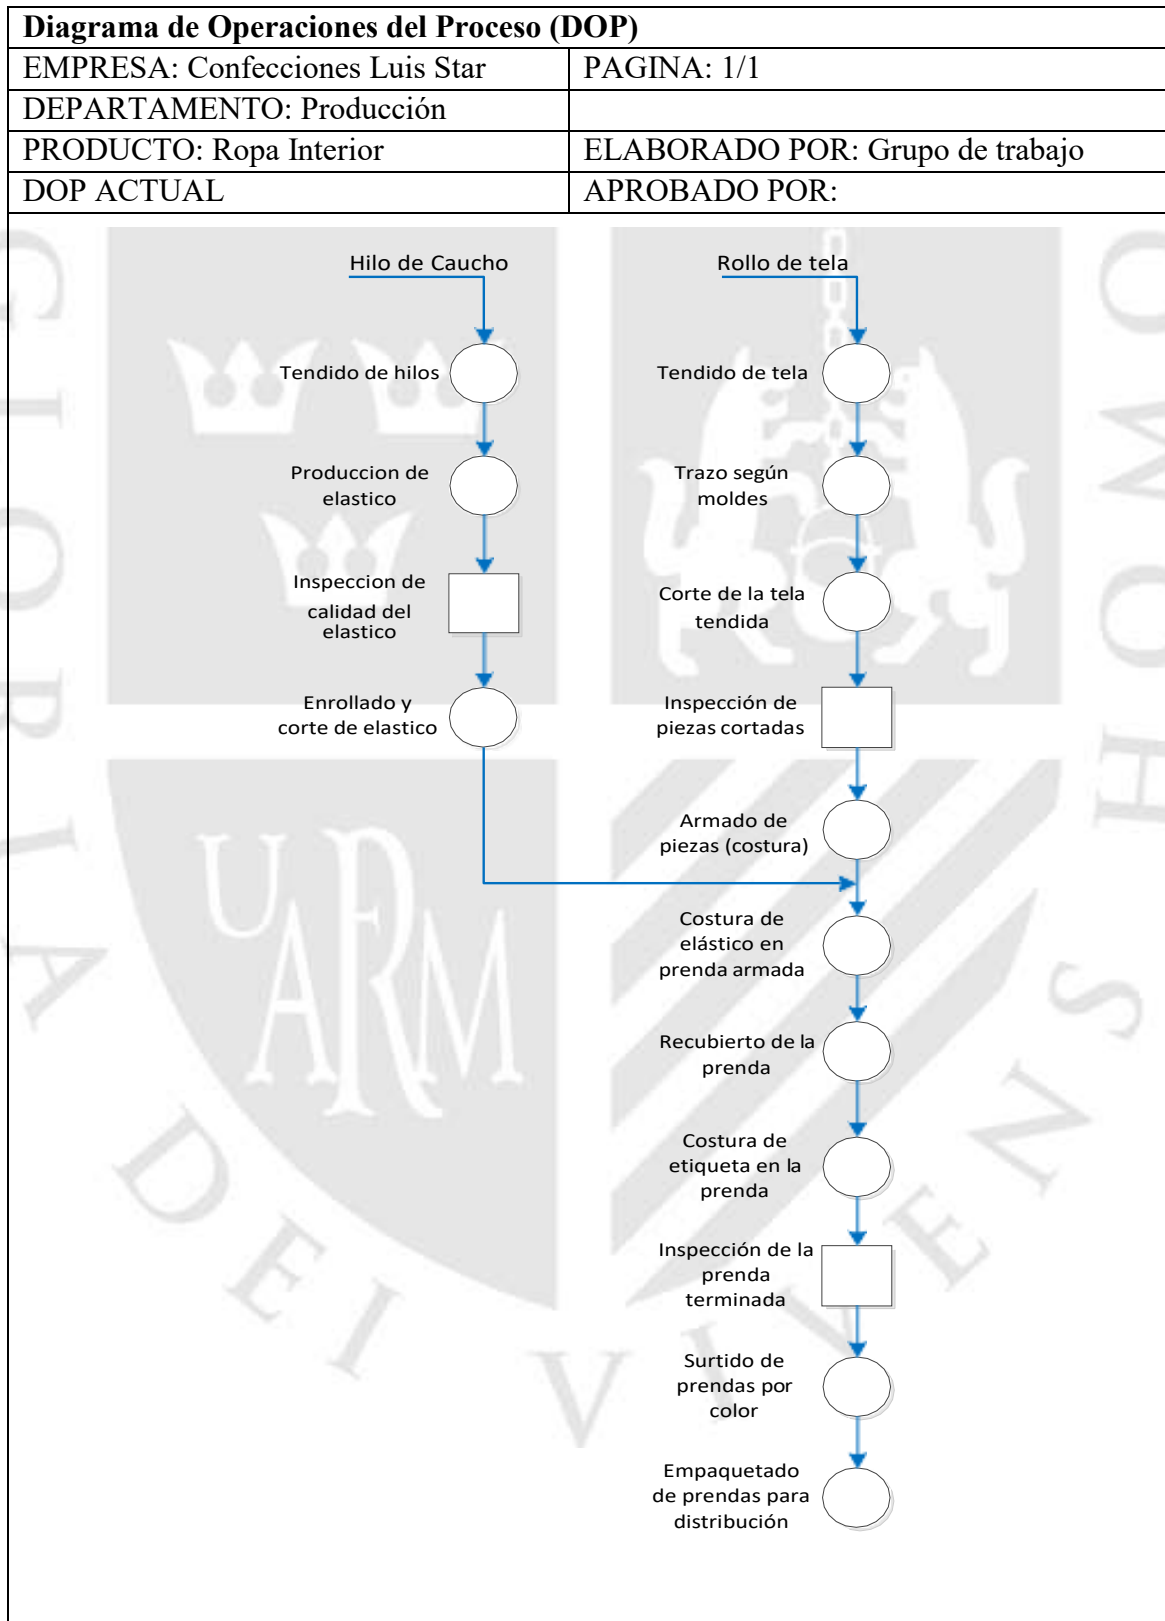 Diagrama de Operaciones del Proceso (DOP)
EMPRESA: Confecciones Luis Star
PAGINA: 1/1
DEPARTAMENTO: Producción
PRODUCTO: Ropa Interior
ELABORADO POR: Grupo de trabajo
DOP ACTUAL
APROBADO POR:
Hilo de Caucho
Tendido de hilos
Produccion de
elastico
Inspeccion de
calidad del
elastico
Enrollado y
corte de elastico
Rollo de tela
Tendido de tela
Trazo según
moldes
Corte de la tela
tendida
Inspección de
piezas cortadas
Armado de
piezas (costura)
Costura de
elástico en
prenda armada
Recubierto de la
prenda
Costura de
etiqueta en la
prenda
Inspección de la
prenda
terminada
Surtido de
prendas por
color
Empaquetado
de prendas para
distribución
GLORIA DEI VIVENS HOMO
UARM